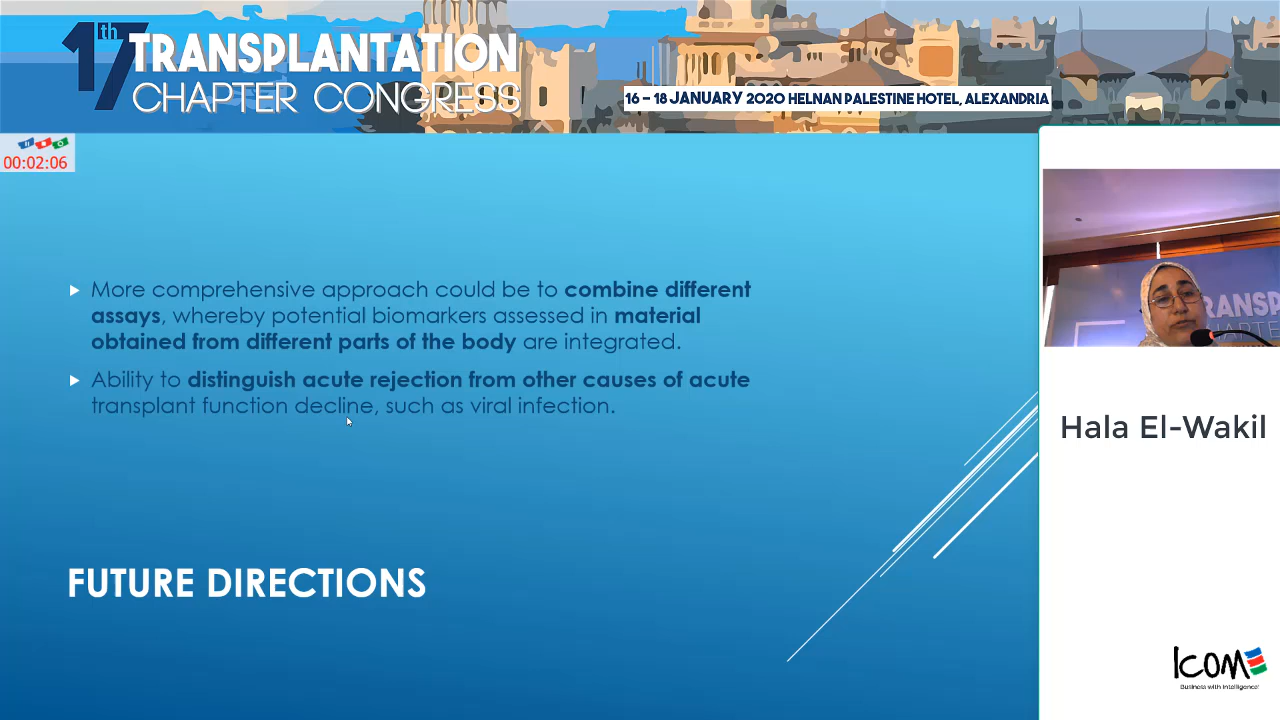 17th TRANSPLANTATION
CHAPTER CONGRESS
16 – 18 JANUARY 2020 HELNAN PALESTINE HOTEL, ALEXANDRIA
00:02:06
More comprehensive approach could be to combine different
assays, whereby potential biomarkers assessed in material
obtained from different parts of the body are integrated.
Ability to distinguish acute rejection from other causes of acute
transplant function decline, such as viral infection.
FUTURE DIRECTIONS
TRANSP
CHAPTE
Hala El-Wakil
ICOM
Business with Intelligence